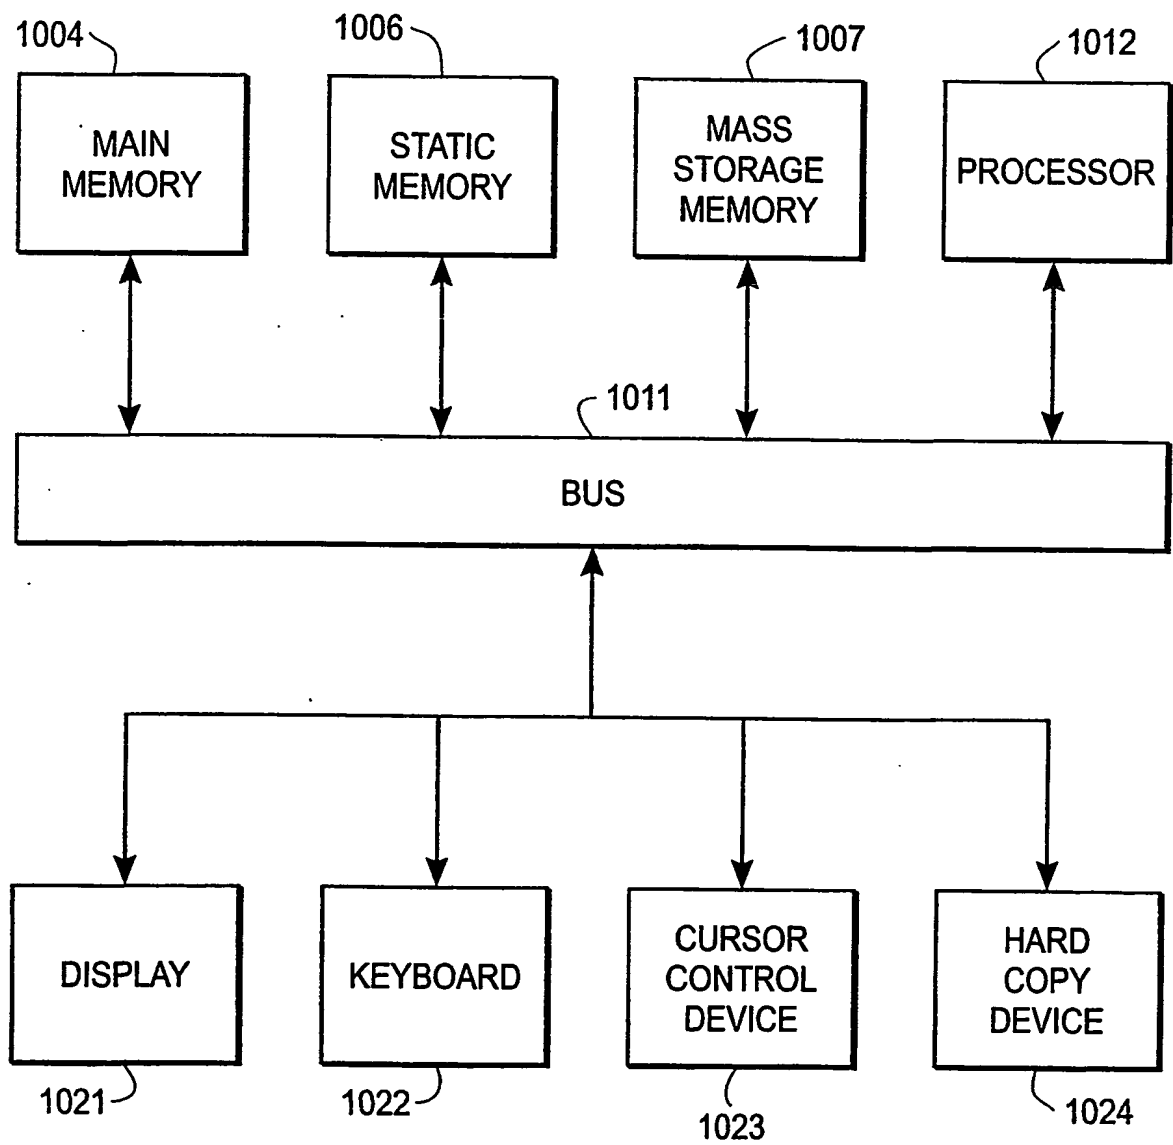 1004
1006
1007
1012
MAIN
MEMORY
STATIC
MEMORY
MASS
STORAGE
MEMORY
PROCESSOR
1011
BUS
DISPLAY
KEYBOARD
CURSOR
CONTROL
DEVICE
HARD
COPY
DEVICE
1021
1022
1023
1024